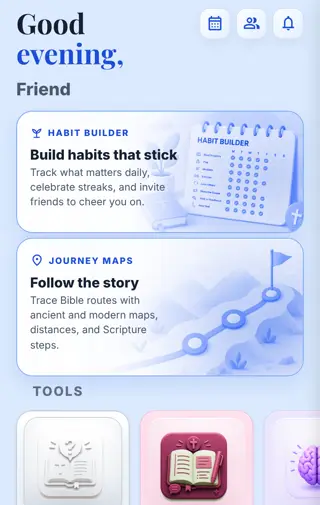 Good
evening,
Friend
HABIT BUILDER
Build habits that stick
Track what matters daily,
celebrate streaks, and invite
friends to cheer you on.
HABIT BUILDER
JOURNEY MAPS
Follow the story
Trace Bible routes with
ancient and modern maps,
distances, and Scripture
steps.
TOOLS